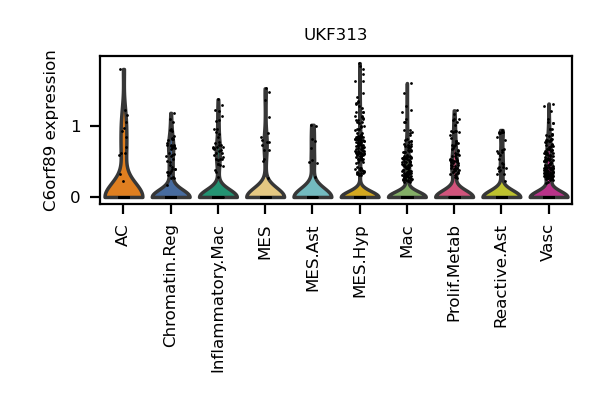 UKF313
C6orf89 expression
1
0
AC
Chromatin.Reg
Inflammatory.Mac
MES
MES.Ast
MES.Hyp
Mac
Prolif.Metab
Reactive.Ast
Vasc